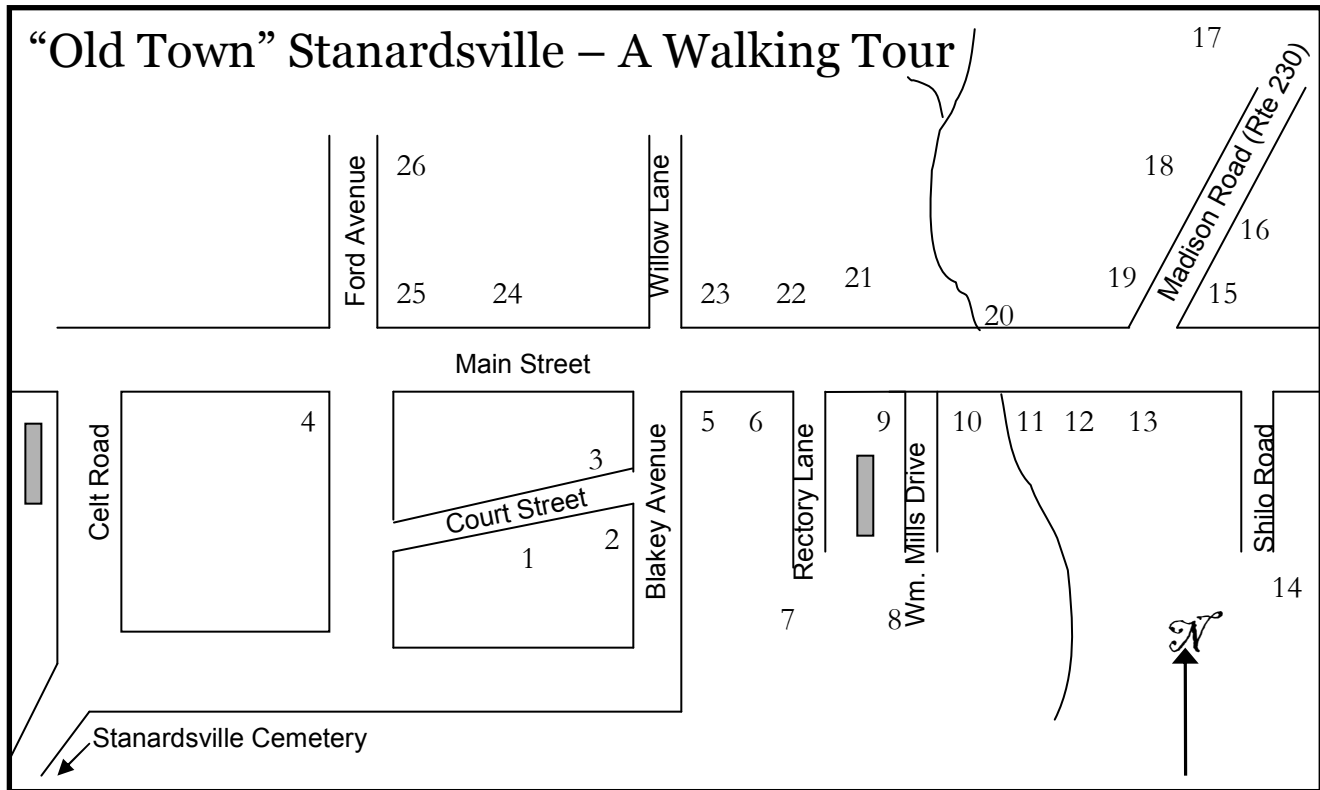 “Old Town” Stanardsville – A Walking Tour
17
Madison Road (Rte 230)
26
18
Ford Avenue
Willow Lane
16
25
24
23
22
21
20
19
15
Main Street
4
3
5
6
9
10
11
12
13
Celt Road
Court Street
Blakey Avenue
Rectory Lane
Wm. Mills Drive
Shilo Road
1
2
7
8
14
N
Stanardsville Cemetery